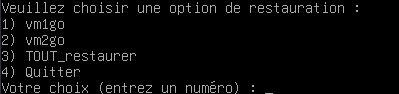 Veuillez choisir une option de restauration :
1) vm1go
2) vm2go
3) TOUT_restaurer
4) Quitter
Votre choix (entrez un numéro) : _